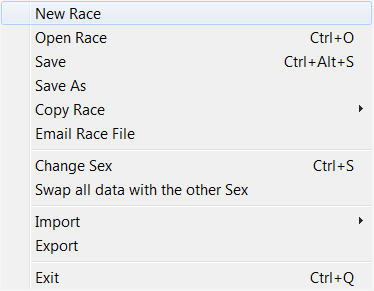 New Race
Open Race Ctrl+O
Save Ctrl+Alt+S
Save As
Copy Race
Email Race File
Change Sex Ctrl+S
Swap all data with the other Sex
Import
Export
Exit Ctrl+Q